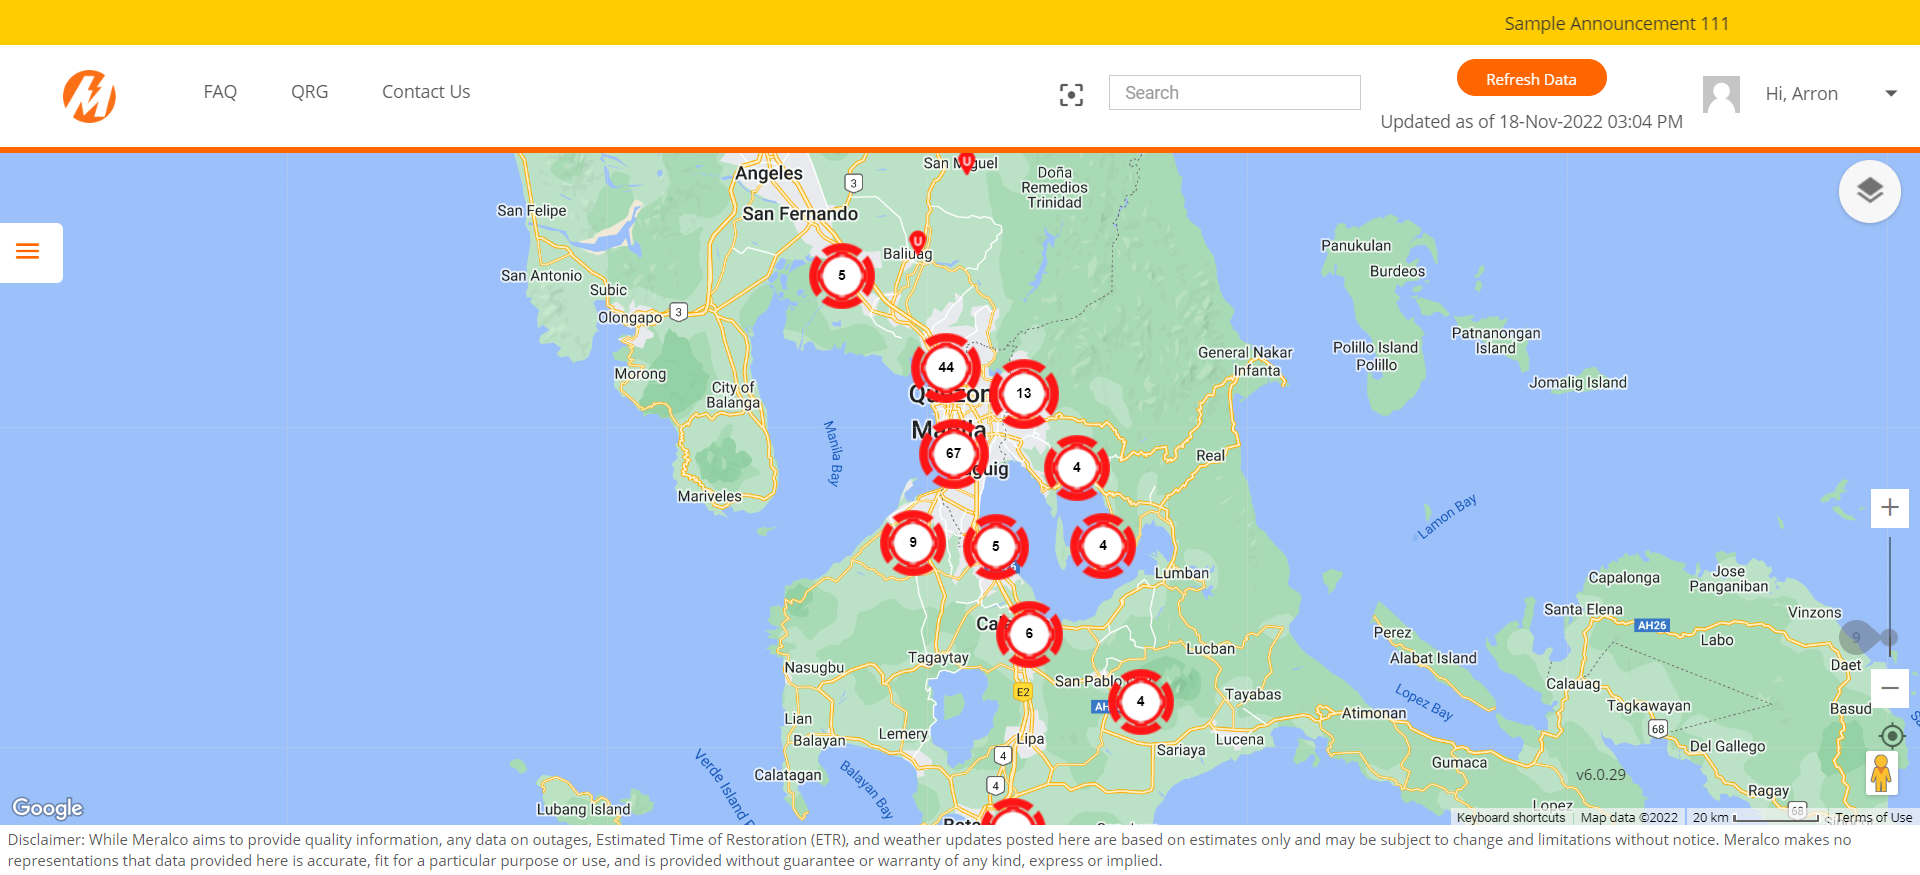 Sample Announcement 111
FAQ
QRG
Contact Us
Search
Refresh Data
Updated as of 18-Nov-2022 03:04 PM
Hi, Arron
San Miguel
Angeles
3
Doña
Remedios
Trinidad
San Felipe
San Fernando
U
U
Baliuag
Panukulan
Burdeos
San Antonio
5
Subic
Olongapo
3
Patnanongan
Island
Polillo Island
Polillo
General Nakar
Infanta
Morong
44
City of
Balanga
Jomalig Island
Quezon
13
Manila
Manila Bay
67
4
Real
Mariveles
Lamon Bay
9
5
4
Lumban
Capalonga
Jose
Panganiban
Santa Elena
Vinzons
AH26
Labo
9
6
Perez
Alabat Island
Lucban
Tagaytay
Nasugbu
Daet
San Pablo
E2
4
Tayabas
Calauag
Lopez Bay
Tagkawayan
Basud
Atimonan
Lian
Balayan
Lemery
Lipa
Lucena
Sariaya
68
Del Gallego
4
Gumaca
v6.0.29
Calatagan
Balayan Bay
Verde Island
4
Ragay
Lubang Island
Lopez
68
Google
Keyboard shortcuts
Map data ©2022
20 km
Terms of Use
Disclaimer: While Meralco aims to provide quality information, any data on outages, Estimated Time of Restoration (ETR), and weather updates posted here are based on estimates only and may be subject to change and limitations without notice. Meralco makes no
representations that data provided here is accurate, fit for a particular purpose or use, and is provided without guarantee or warranty of any kind, express or implied.